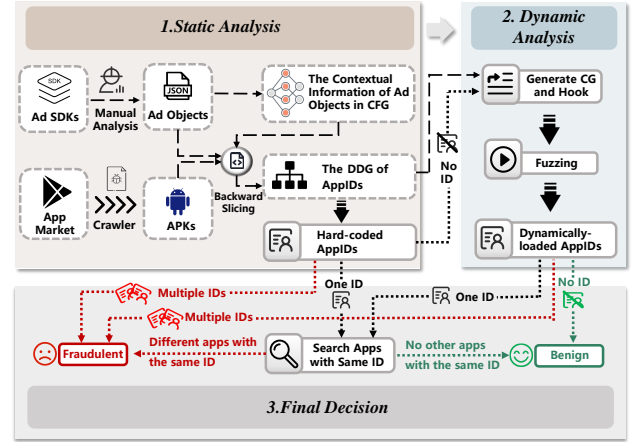 1.Static Analysis
2. Dynamic
Analysis
SDK
Ad SDKs
Manual
Analysis
JSON
Ad Objects
The Contextual
Information of Ad
Objects in CFG
Generate CG
and Hook
No
ID
App
Market
Crawler
APKs
Backward
Slicing
The DDG of
AppIDs
Fuzzing
Hard-coded
AppIDs
Dynamically-
loaded AppIDs
Multiple IDs
One ID
One ID
No ID
Multiple IDs
Fraudulent
Different apps with
the same ID
Search Apps
with Same ID
No other apps
with the same ID
Benign
3.Final Decision